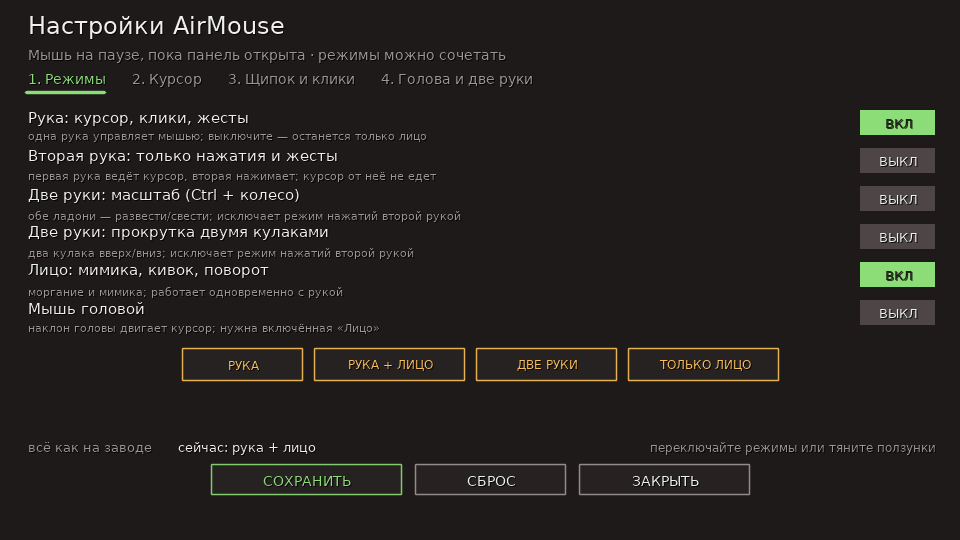 Настройки AirMouse
Мышь на паузе, пока панель открыта · режимы можно сочетать
1. Режимы 2. Курсор 3. Щипок и клики 4. Голова и две руки
Рука: курсор, клики, жесты ВКЛ
одна рука управляет мышью; выключите — останется только лицо
Вторая рука: только нажатия и жесты ВЫКЛ
первая рука ведёт курсор, вторая нажимает; курсор от неё не едет
Две руки: масштаб (Ctrl + колесо) ВЫКЛ
обе ладони — развести/свести; исключает режим нажатий второй рукой
Две руки: прокрутка двумя кулаками ВЫКЛ
два кулака вверх/вниз; исключает режим нажатий второй рукой
Лицо: мимика, кивок, поворот ВКЛ
моргание и мимика; работает одновременно с рукой
Мышь головой ВЫКЛ
наклон головы двигает курсор; нужна включённая «Лицо»
РУКА РУКА + ЛИЦО ДВЕ РУКИ ТОЛЬКО ЛИЦО
всё как на заводе сейчас: рука + лицо переключайте режимы или тяните ползунки
СОХРАНИТЬ СБРОС ЗАКРЫТЬ